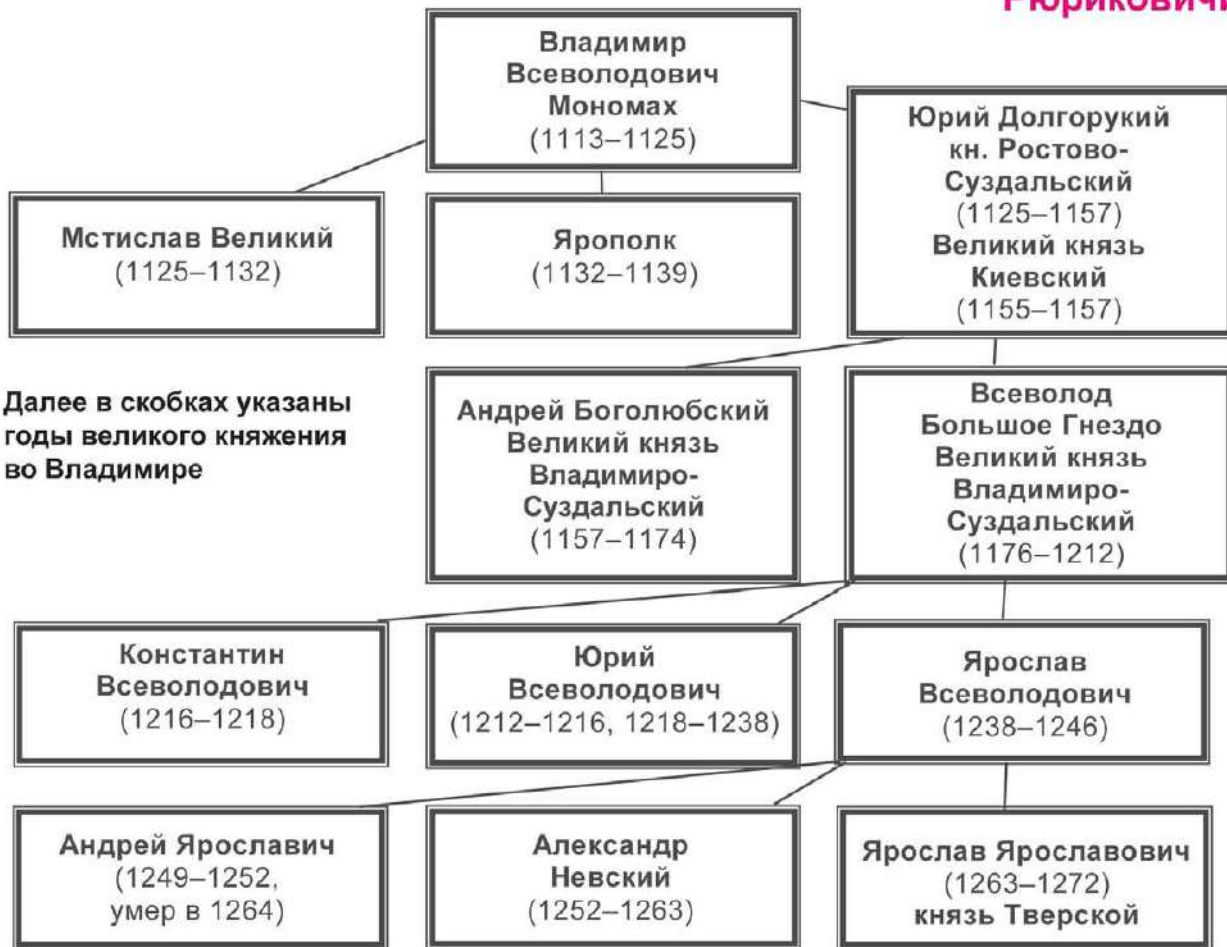 Рюриковичи
Владимир
Всеволодович
Мономах
(1113–1125)
Юрий Долгорукий
кн. Ростово-
Суздальский
(1125–1157)
Великий князь
Киевский
(1155–1157)
Мстислав Великий
(1125–1132)
Ярополк
(1132–1139)
Далее в скобках указаны
годы великого княжения
во Владимире
Андрей Боголюбский
Великий князь
Владимиро-
Суздальский
(1157–1174)
Всеволод
Большое Гнездо
Великий князь
Владимиро-
Суздальский
(1176–1212)
Константин
Всеволодович
(1216–1218)
Юрий
Всеволодович
(1212–1216, 1218–1238)
Ярослав
Всеволодович
(1238–1246)
Андрей Ярославич
(1249–1252,
умер в 1264)
Александр
Невский
(1252–1263)
Ярослав Ярославович
(1263–1272)
князь Тверской